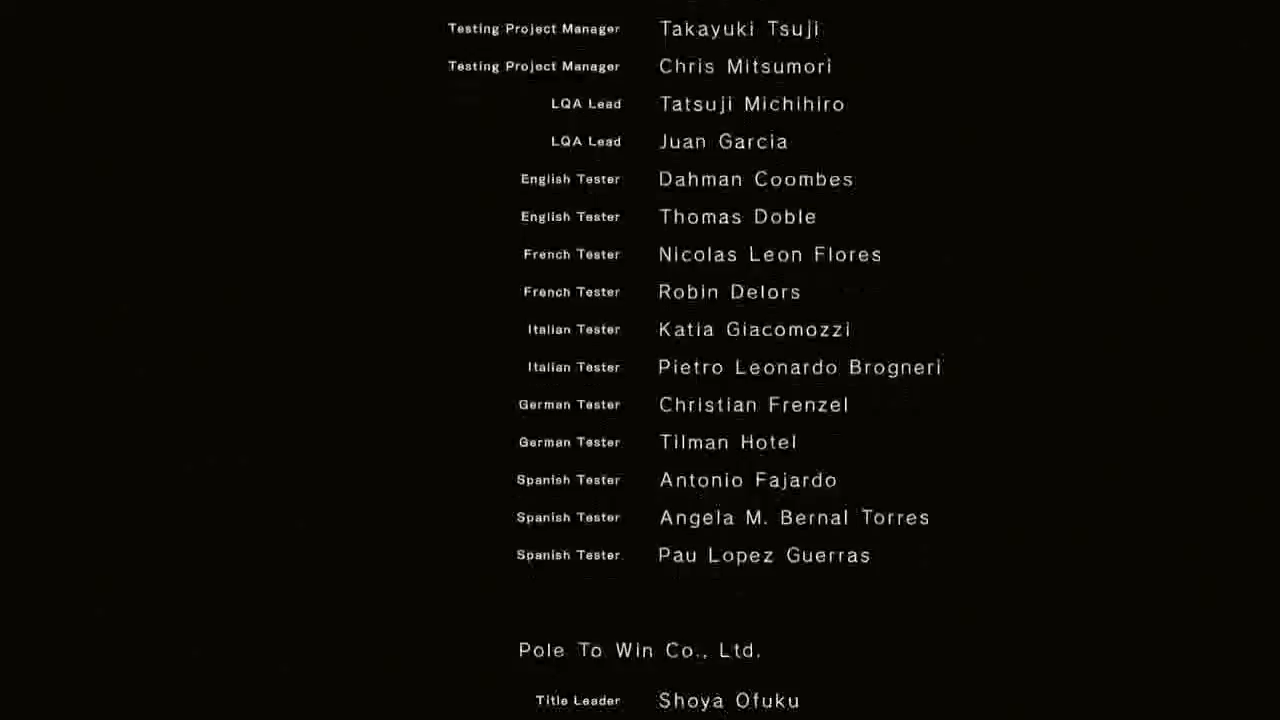 Testing Project Manager Takayuki Tsuji
Testing Project Manager Chris Mitsumori
LQA Lead Tatsuji Michihiro
LQA Lead Juan Garcia
English Tester Dahman Coombes
English Tester Thomas Doble
French Tester Nicolas Leon Flores
French Tester Robin Delors
Italian Tester Katia Giacomozzi
Italian Tester Pietro Leonardo Brogneri
German Tester Christian Frenzel
German Tester Tilman Hotel
Spanish Tester Antonio Fajardo
Spanish Tester Angela M. Bernal Torres
Spanish Tester Pau Lopez Guerras
Pole To Win Co., Ltd.
Title Leader Shoya Ofuku